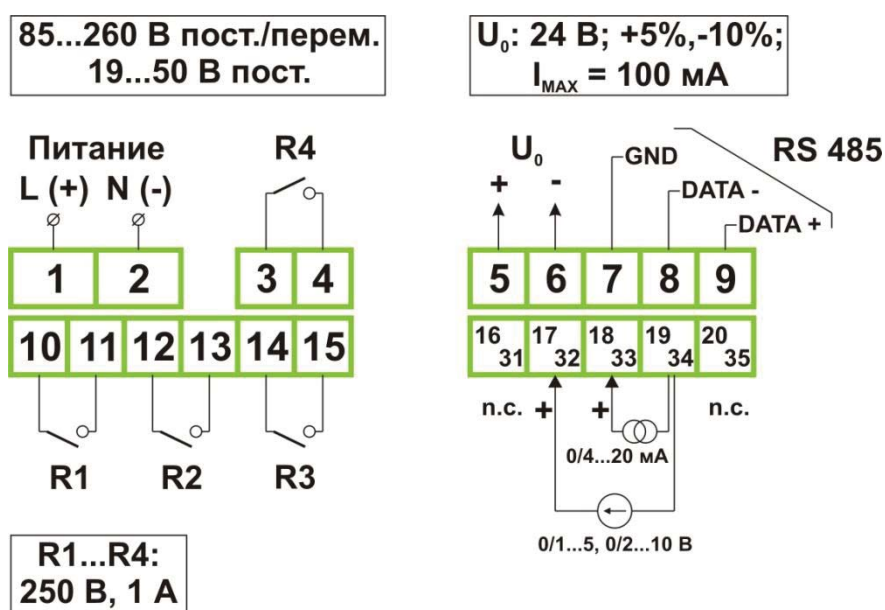 85...260 В пост./перем.
19...50 В пост.
U₀: 24 В; +5%,-10%;
Iмах = 100 мА
Питание
L (+) N (-)
R4
U₀
+ -
GND
RS 485
DATA -
DATA +
1 2 3 4
5 6 7 8 9
10 11 12 13 14 15
16 31 17 32 18 33 19 34 20 35
n.c. + + n.c.
0/4...20 мА
R1 R2 R3
0/1...5, 0/2...10 В
R1...R4:
250 В, 1 А